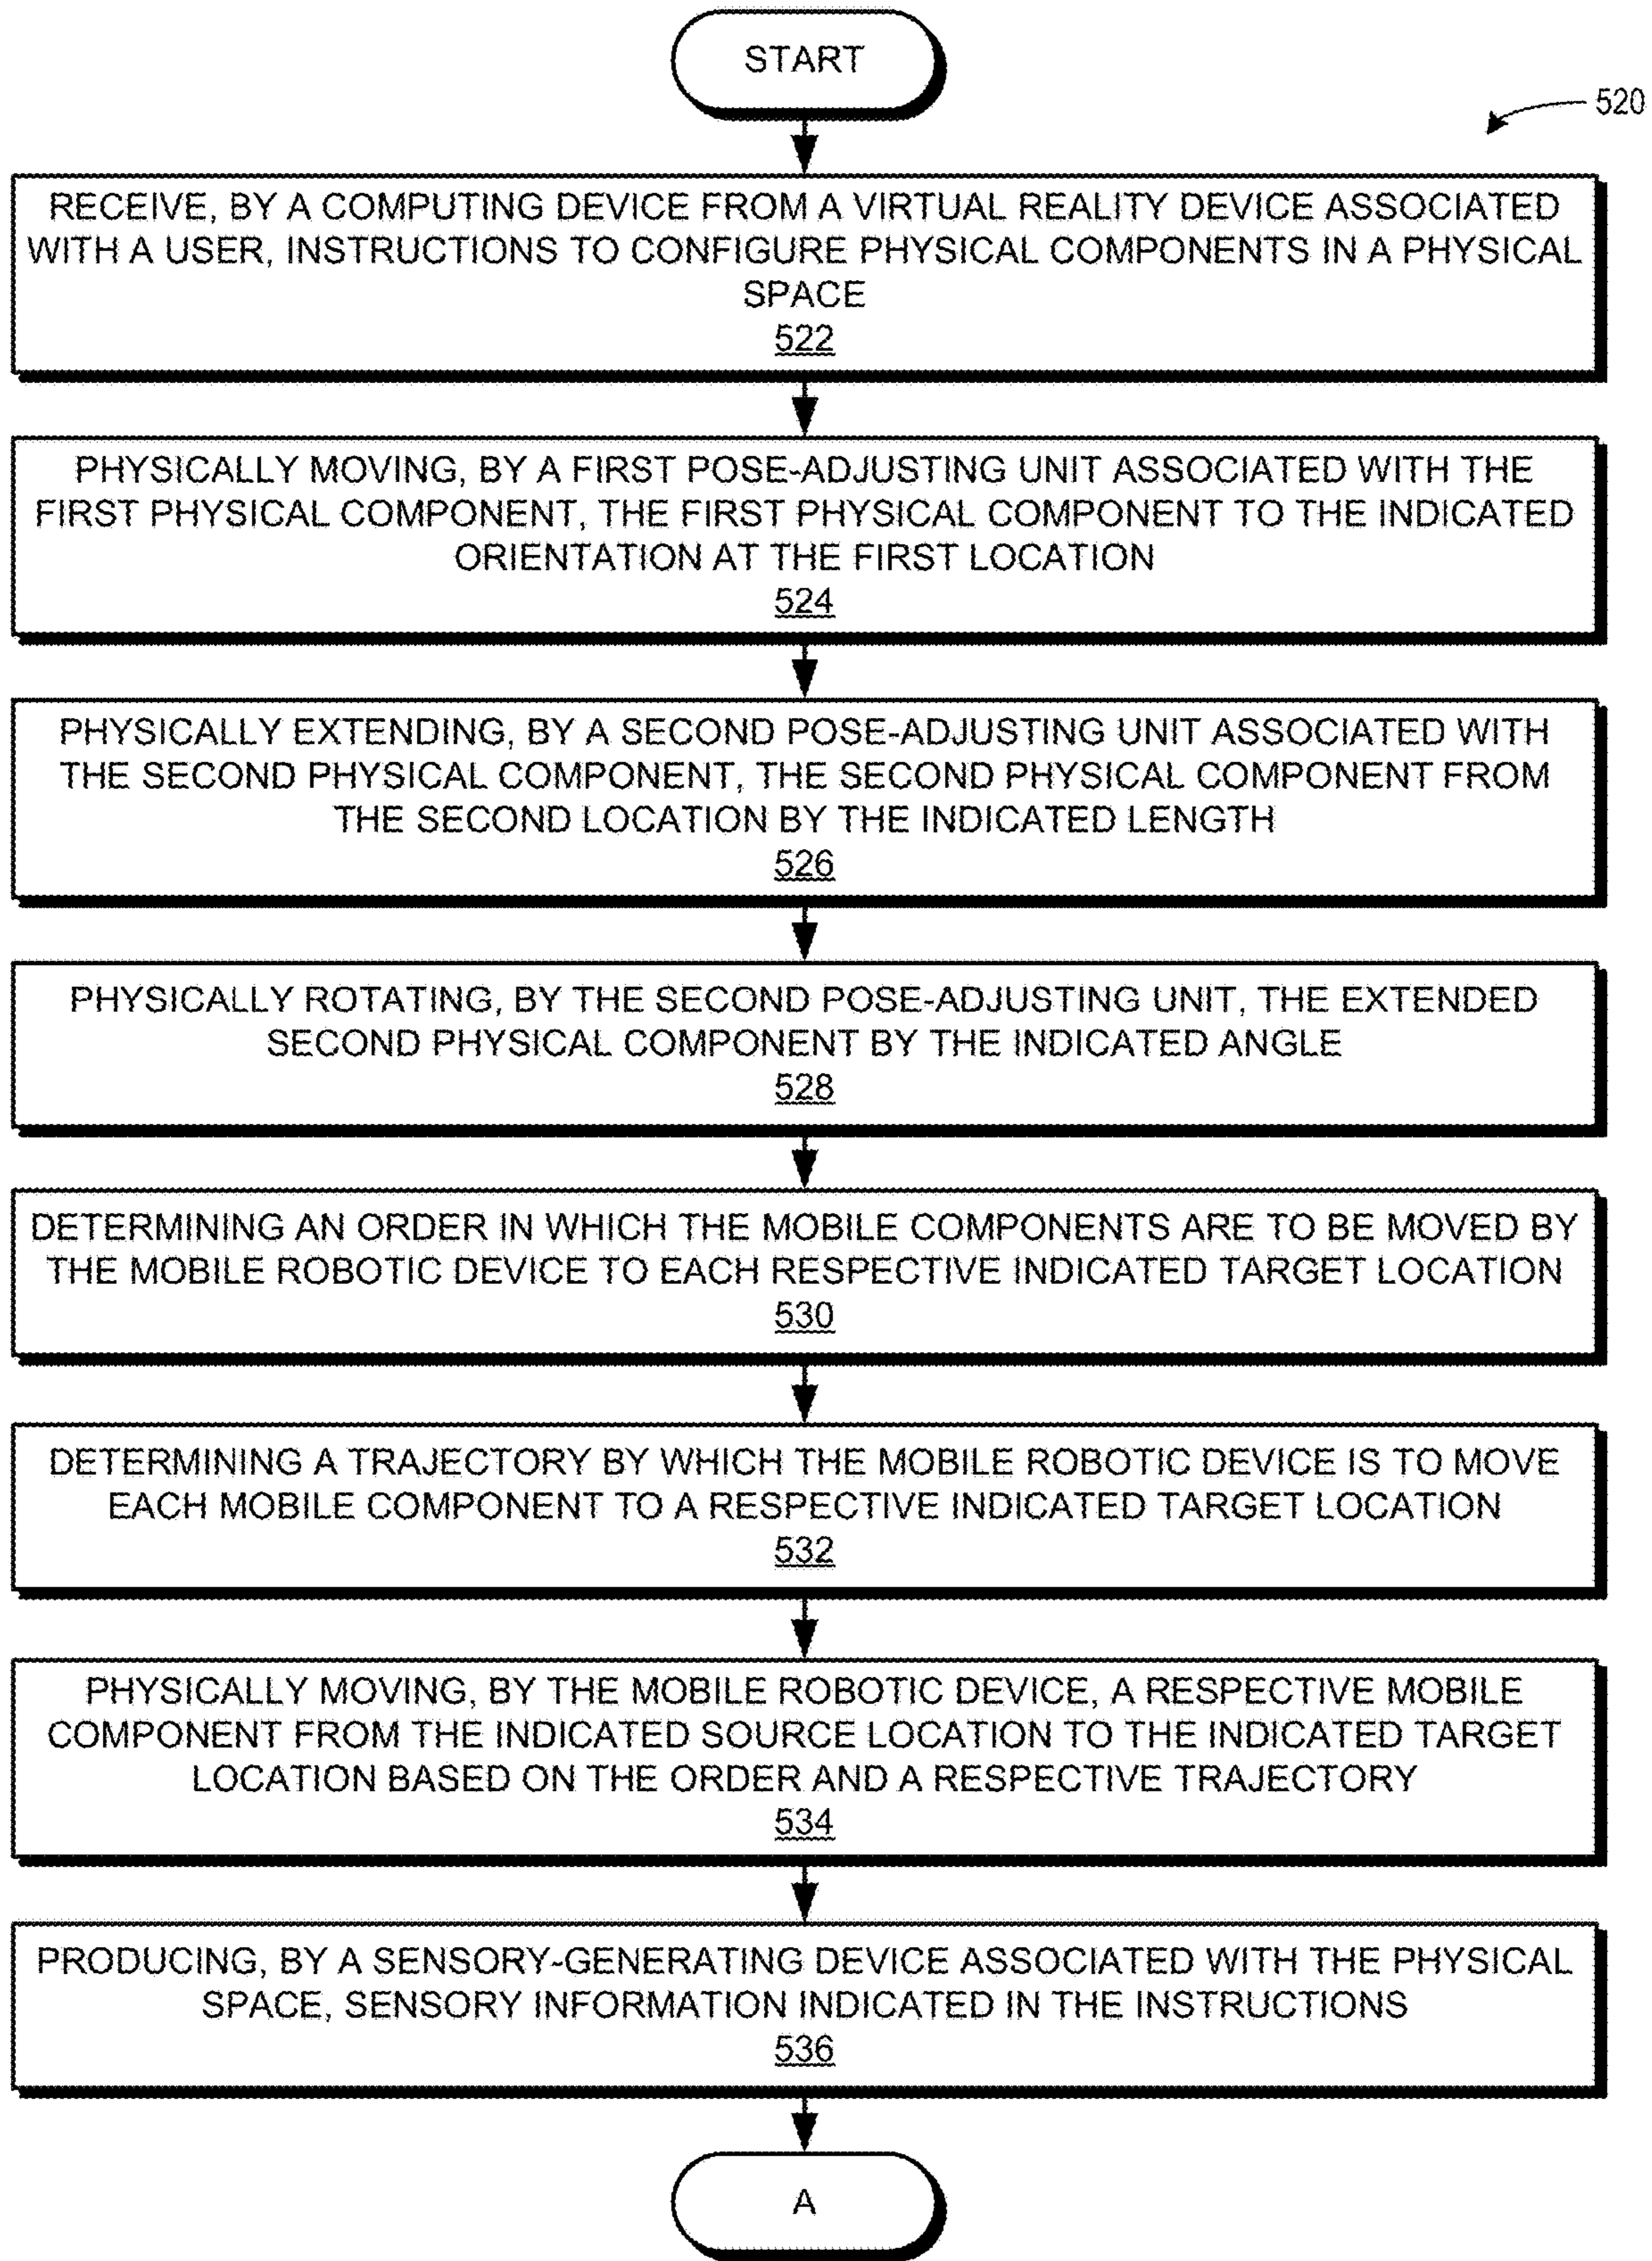 START
520
RECEIVE, BY A COMPUTING DEVICE FROM A VIRTUAL REALITY DEVICE ASSOCIATED
WITH A USER, INSTRUCTIONS TO CONFIGURE PHYSICAL COMPONENTS IN A PHYSICAL
SPACE
522
PHYSICALLY MOVING, BY A FIRST POSE-ADJUSTING UNIT ASSOCIATED WITH THE
FIRST PHYSICAL COMPONENT, THE FIRST PHYSICAL COMPONENT TO THE INDICATED
ORIENTATION AT THE FIRST LOCATION
524
PHYSICALLY EXTENDING, BY A SECOND POSE-ADJUSTING UNIT ASSOCIATED WITH
THE SECOND PHYSICAL COMPONENT, THE SECOND PHYSICAL COMPONENT FROM
THE SECOND LOCATION BY THE INDICATED LENGTH
526
PHYSICALLY ROTATING, BY THE SECOND POSE-ADJUSTING UNIT, THE EXTENDED
SECOND PHYSICAL COMPONENT BY THE INDICATED ANGLE
528
DETERMINING AN ORDER IN WHICH THE MOBILE COMPONENTS ARE TO BE MOVED BY
THE MOBILE ROBOTIC DEVICE TO EACH RESPECTIVE INDICATED TARGET LOCATION
530
DETERMINING A TRAJECTORY BY WHICH THE MOBILE ROBOTIC DEVICE IS TO MOVE
EACH MOBILE COMPONENT TO A RESPECTIVE INDICATED TARGET LOCATION
532
PHYSICALLY MOVING, BY THE MOBILE ROBOTIC DEVICE, A RESPECTIVE MOBILE
COMPONENT FROM THE INDICATED SOURCE LOCATION TO THE INDICATED TARGET
LOCATION BASED ON THE ORDER AND A RESPECTIVE TRAJECTORY
534
PRODUCING, BY A SENSORY-GENERATING DEVICE ASSOCIATED WITH THE PHYSICAL
SPACE, SENSORY INFORMATION INDICATED IN THE INSTRUCTIONS
536
A